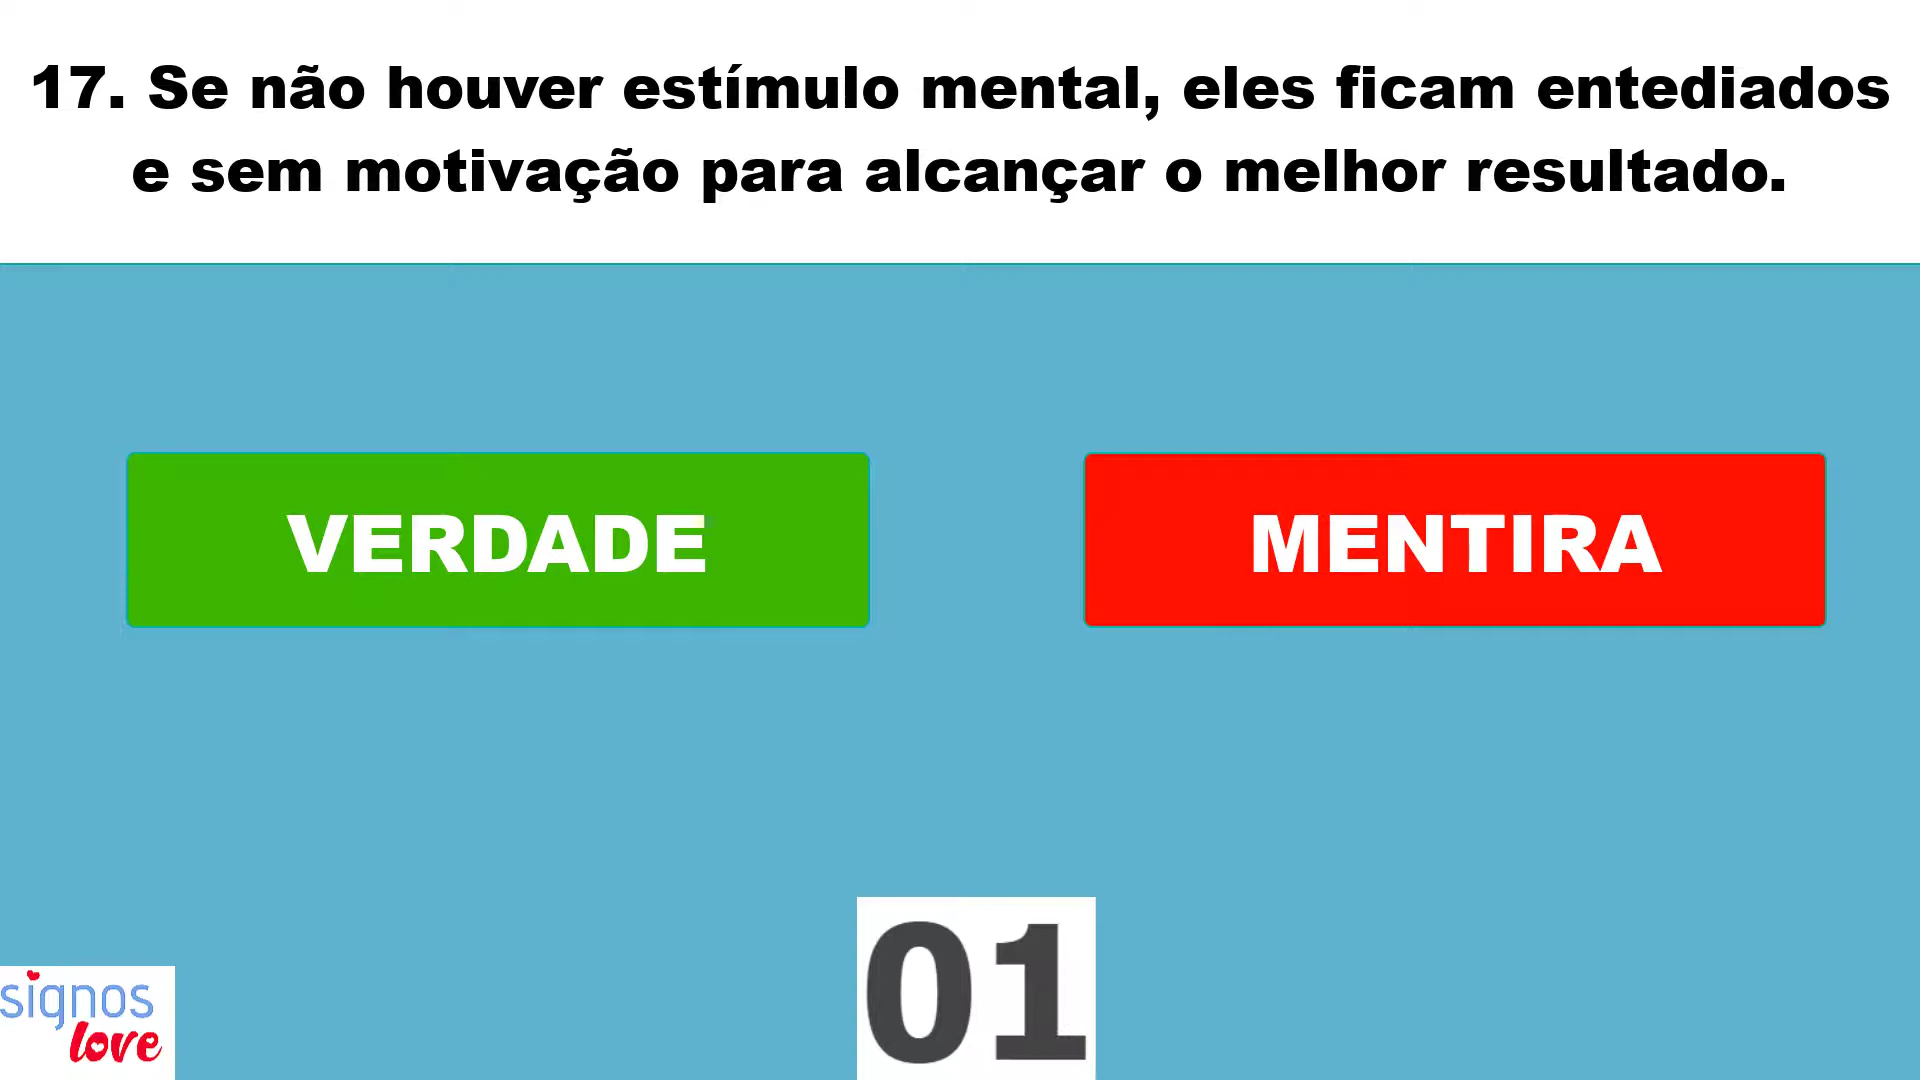 17. Se não houver estímulo mental, eles ficam entediados
e sem motivação para alcançar o melhor resultado.
VERDADE
MENTIRA
01
signos
love